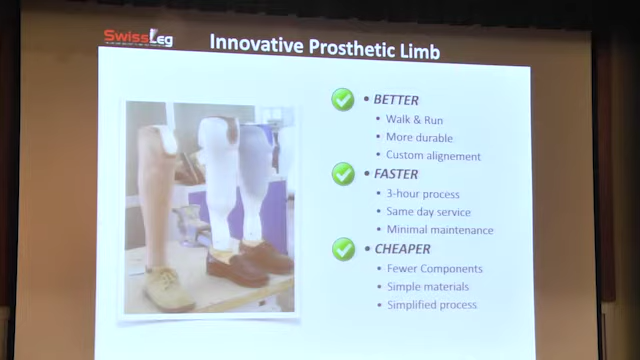 SwissLeg
Innovative Prosthetic Limb
• BETTER
• Walk & Run
• More durable
• Custom alignement
• FASTER
• 3-hour process
• Same day service
• Minimal maintenance
• CHEAPER
• Fewer Components
• Simple materials
• Simplified process